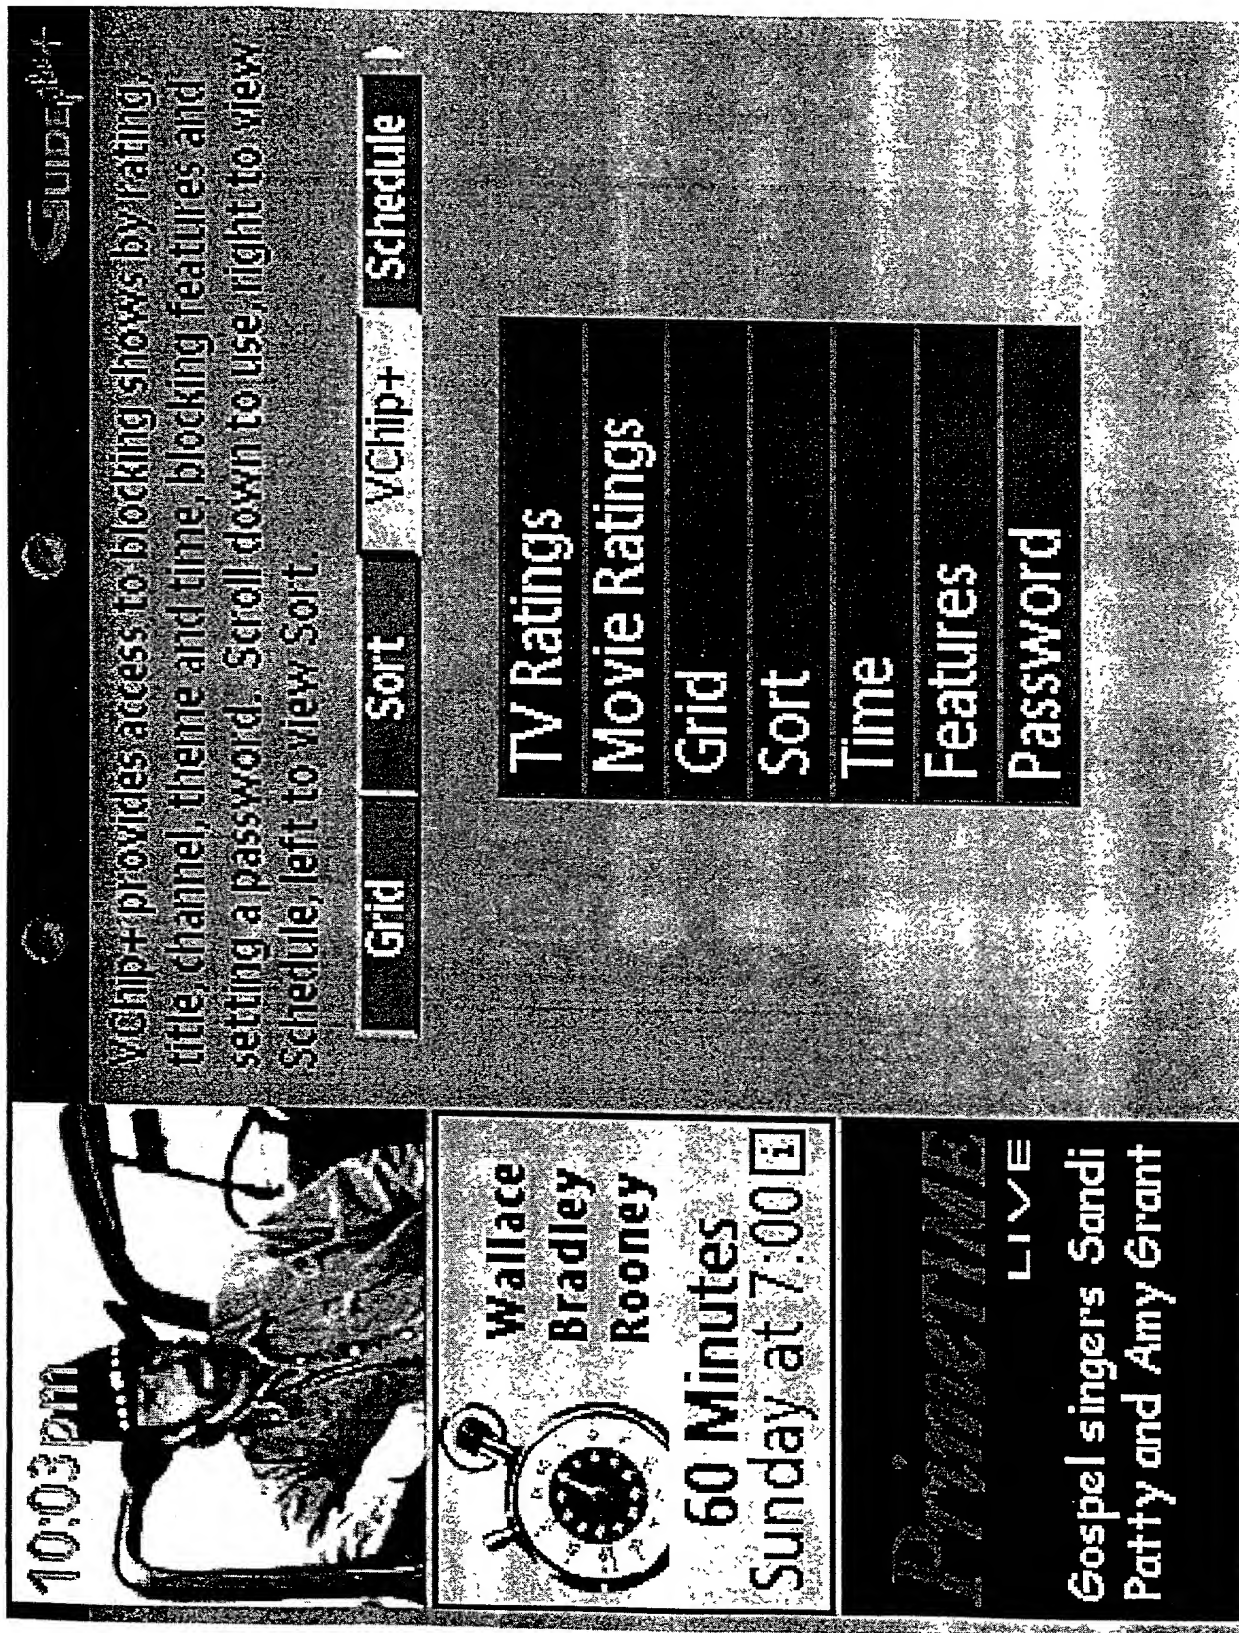 10:03pm
GUIDE plus+
VChip+ provides access to blocking shows by rating,
title, channel, theme and time, blocking features and
setting a password. Scroll down to use, right to view
Schedule, left to view Sort.
Grid
Sort
VChip+
Schedule
TV Ratings
Movie Ratings
Grid
Sort
Time
Features
Password
Wallace
Bradley
Rooney
60 Minutes
Sunday at 7:00 i
PrimeTIME
LIVE
Gospel singers Sandi
Patty and Amy Grant